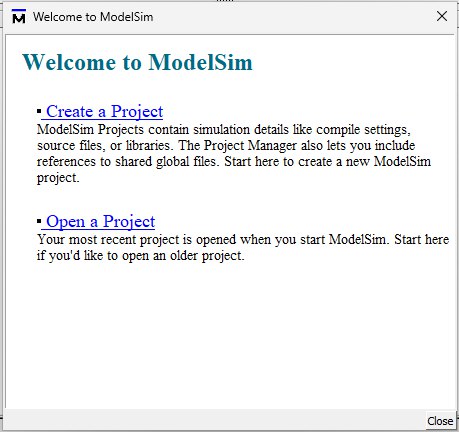 Welcome to ModelSim
Welcome to ModelSim
Create a Project
ModelSim Projects contain simulation details like compile settings,
source files, or libraries. The Project Manager also lets you include
references to shared global files. Start here to create a new ModelSim
project.
Open a Project
Your most recent project is opened when you start ModelSim. Start here
if you'd like to open an older project.
Close